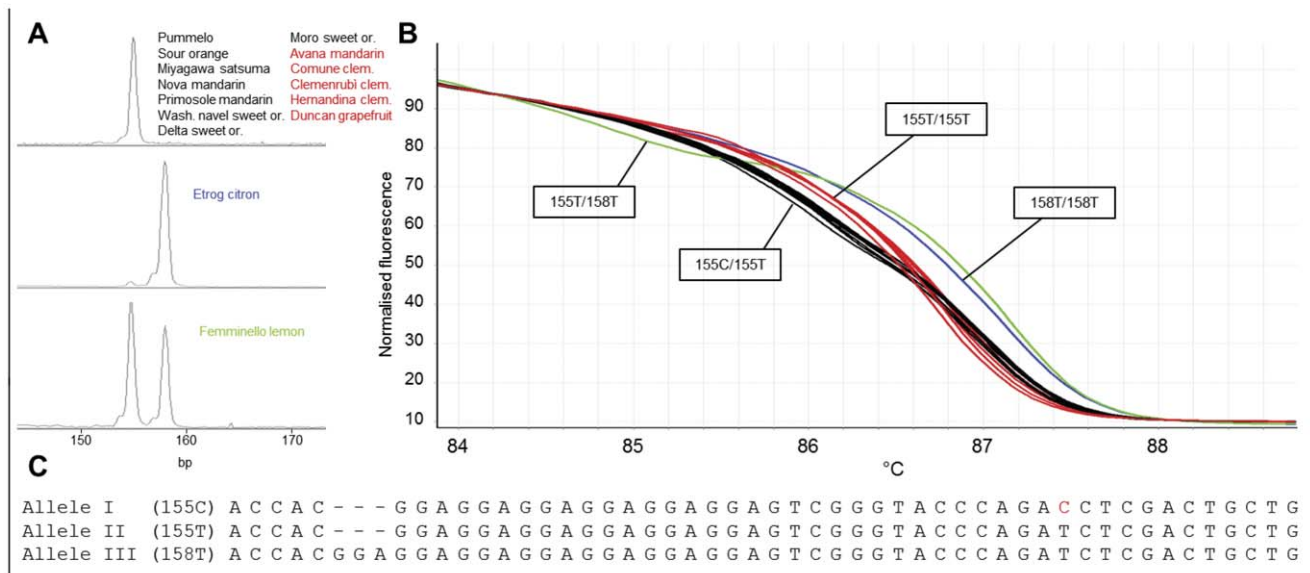 A
Pummelo Moro sweet or.
Sour orange Avana mandarin
Miyagawa satsuma Comune clem.
Nova mandarin Clemenrubì clem.
Primosole mandarin Hernandina clem.
Wash. navel sweet or. Duncan grapefruit
Delta sweet or.
Etrog citron
Femminello lemon
150 160 170
bp
B
Normalised fluorescence
90
80
70
60
50
40
30
20
10
155T/155T
155T/158T
158T/158T
155C/155T
84 85 86 87 88
°C
C
Allele I (155C) A C C A C - - - G G A G G A G G A G G A G G A G T C G G G T A C C C A G A C C T C G A C T G C T G
Allele II (155T) A C C A C - - - G G A G G A G G A G G A G G A G T C G G G T A C C C A G A T C T C G A C T G C T G
Allele III (158T) A C C A C G G A G G A G G A G G A G G A G G A G T C G G G T A C C C A G A T C T C G A C T G C T G